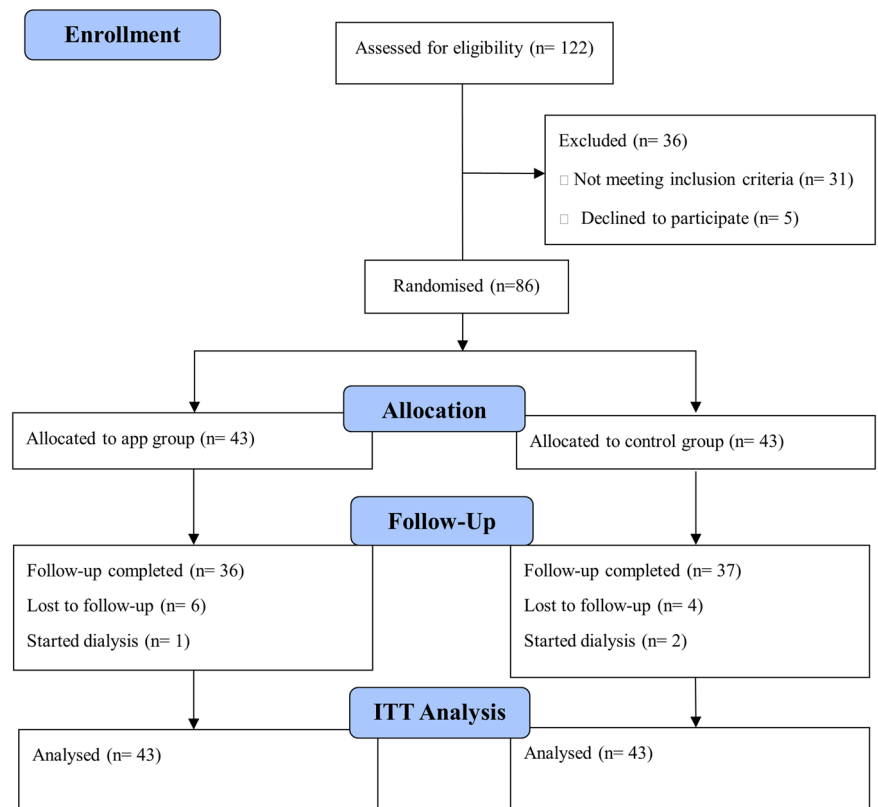 Enrollment
Assessed for eligibility (n= 122)
Excluded (n= 36)
Not meeting inclusion criteria (n= 31)
Declined to participate (n= 5)
Randomised (n=86)
Allocation
Allocated to app group (n= 43)
Allocated to control group (n= 43)
Follow-Up
Follow-up completed (n= 36)
Lost to follow-up (n= 6)
Started dialysis (n= 1)
Follow-up completed (n= 37)
Lost to follow-up (n= 4)
Started dialysis (n= 2)
ITT Analysis
Analysed (n= 43)
Analysed (n= 43)